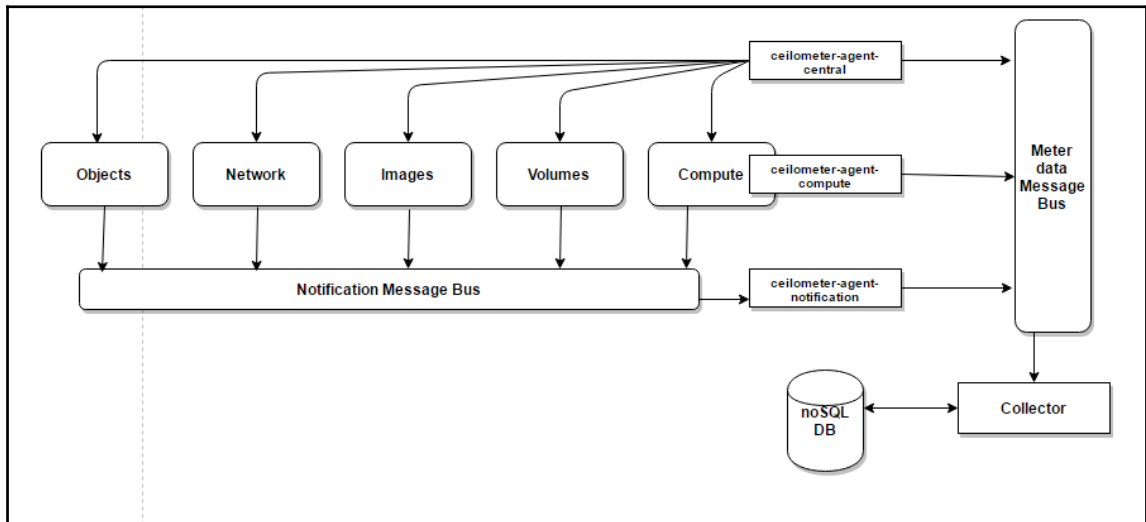 ceilometer-agent-
central
Objects
Network
Images
Volumes
Compute
ceilometer-agent-
compute
Meter
data
Message
Bus
Notification Message Bus
ceilometer-agent-
notification
noSQL
DB
Collector